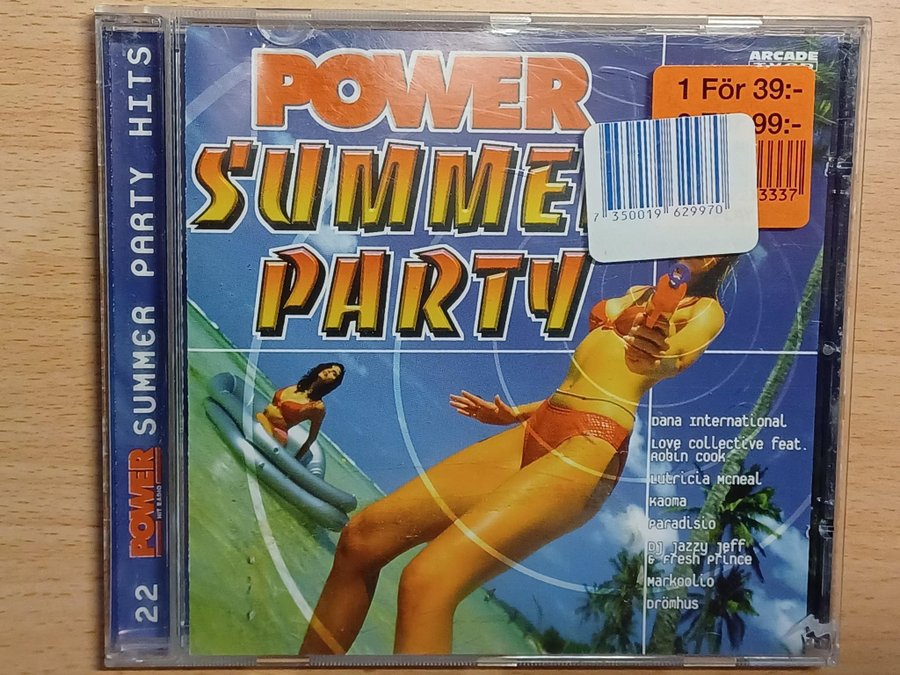 22 POWER HIT RADIO SUMMER PARTY HITS
POWER
SUMME
PARTY
ARCADE
1 För 39:-
99:-
3337
7 350019 629970
Dana International
Love Collective feat.
Robin Cook
Lutricia McNeal
Kaoma
Paradisio
DJ Jazzy Jeff
& Fresh Prince
Markoolio
Drömhus